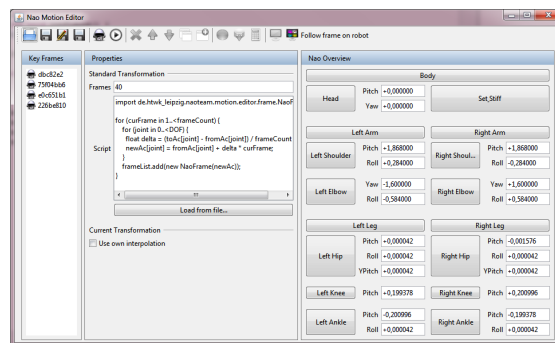 Nao Motion Editor
Follow frame on robot
Key Frames
dbc82e2
75f04bb6
e0c651b1
226be810
Properties
Standard Transformation
Frames 40
Script
import de.htwk_leipzig.naoteam.motion.editor.frame.NaoF
for (curFrame in 1..<frameCount) {
for (joint in 0..<DOF) {
float delta = (toAc[joint] - fromAc[joint]) / frameCount
newAc[joint] = fromAc[joint] + delta * curFrame;
}
frameList.add(new NaoFrame(newAc));
}
Load from file...
Current Transformation
Use own interpolation
Nao Overview
Body
Head
Pitch +0,000000
Yaw +0,000000
Set_Stiff
Left Arm
Left Shoulder
Pitch +1,868000
Roll +0,284000
Left Elbow
Yaw -1,600000
Roll -0,584000
Right Arm
Right Shoul...
Pitch +1,868000
Roll -0,284000
Right Elbow
Yaw +1,600000
Roll +0,584000
Left Leg
Left Hip
Pitch +0,000042
Roll +0,000042
YPitch +0,000042
Left Knee
Pitch +0,199378
Left Ankle
Pitch -0,200996
Roll +0,000042
Right Leg
Right Hip
Pitch -0,001576
Roll +0,000042
YPitch +0,000042
Right Knee
Pitch +0,200996
Right Ankle
Pitch -0,199378
Roll +0,000042